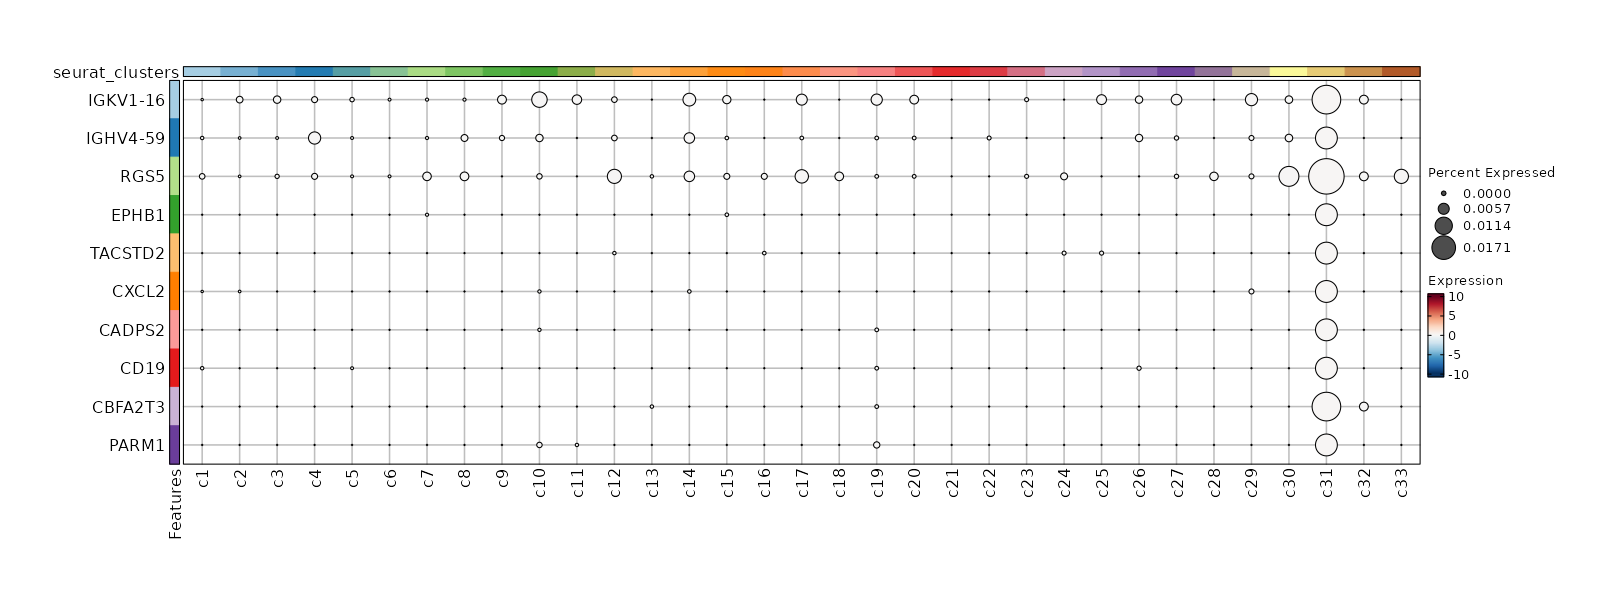 seurat_clusters
IGKV1-16
IGHV4-59
RGS5
EPHB1
TACSTD2
CXCL2
CADPS2
CD19
CBFA2T3
PARM1
Features
c1 c2 c3 c4 c5 c6 c7 c8 c9 c10 c11 c12 c13 c14 c15 c16 c17 c18 c19 c20 c21 c22 c23 c24 c25 c26 c27 c28 c29 c30 c31 c32 c33
Percent Expressed
0.0000
0.0057
0.0114
0.0171
Expression
10
5
0
-5
-10